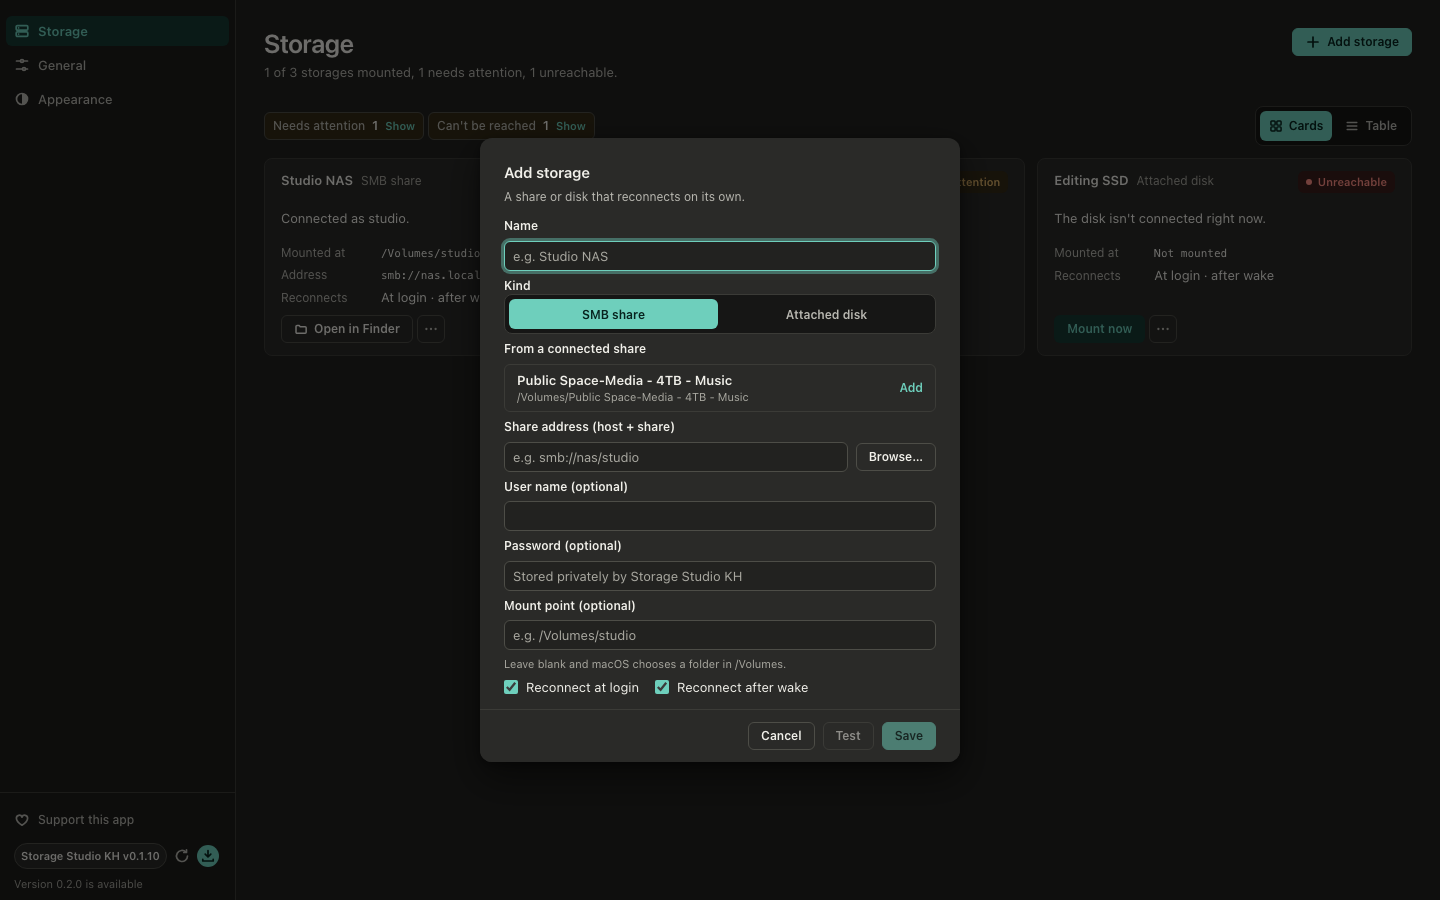 Storage
General
Appearance
Storage
1 of 3 storages mounted, 1 needs attention, 1 unreachable.
Add storage
Needs attention 1 Show
Can't be reached 1 Show
Cards
Table
Studio NAS SMB share
Connected as studio.
Mounted at /Volumes/studio
Address smb://nas.local
Reconnects At login · after w
Open in Finder
Editing SSD Attached disk
Unreachable
The disk isn't connected right now.
Mounted at Not mounted
Reconnects At login · after wake
Mount now
Add storage
A share or disk that reconnects on its own.
Name
e.g. Studio NAS
Kind
SMB share
Attached disk
From a connected share
Public Space-Media - 4TB - Music
/Volumes/Public Space-Media - 4TB - Music
Add
Share address (host + share)
e.g. smb://nas/studio
Browse...
User name (optional)
Password (optional)
Stored privately by Storage Studio KH
Mount point (optional)
e.g. /Volumes/studio
Leave blank and macOS chooses a folder in /Volumes.
Reconnect at login
Reconnect after wake
Cancel
Test
Save
Support this app
Storage Studio KH v0.1.10
Version 0.2.0 is available